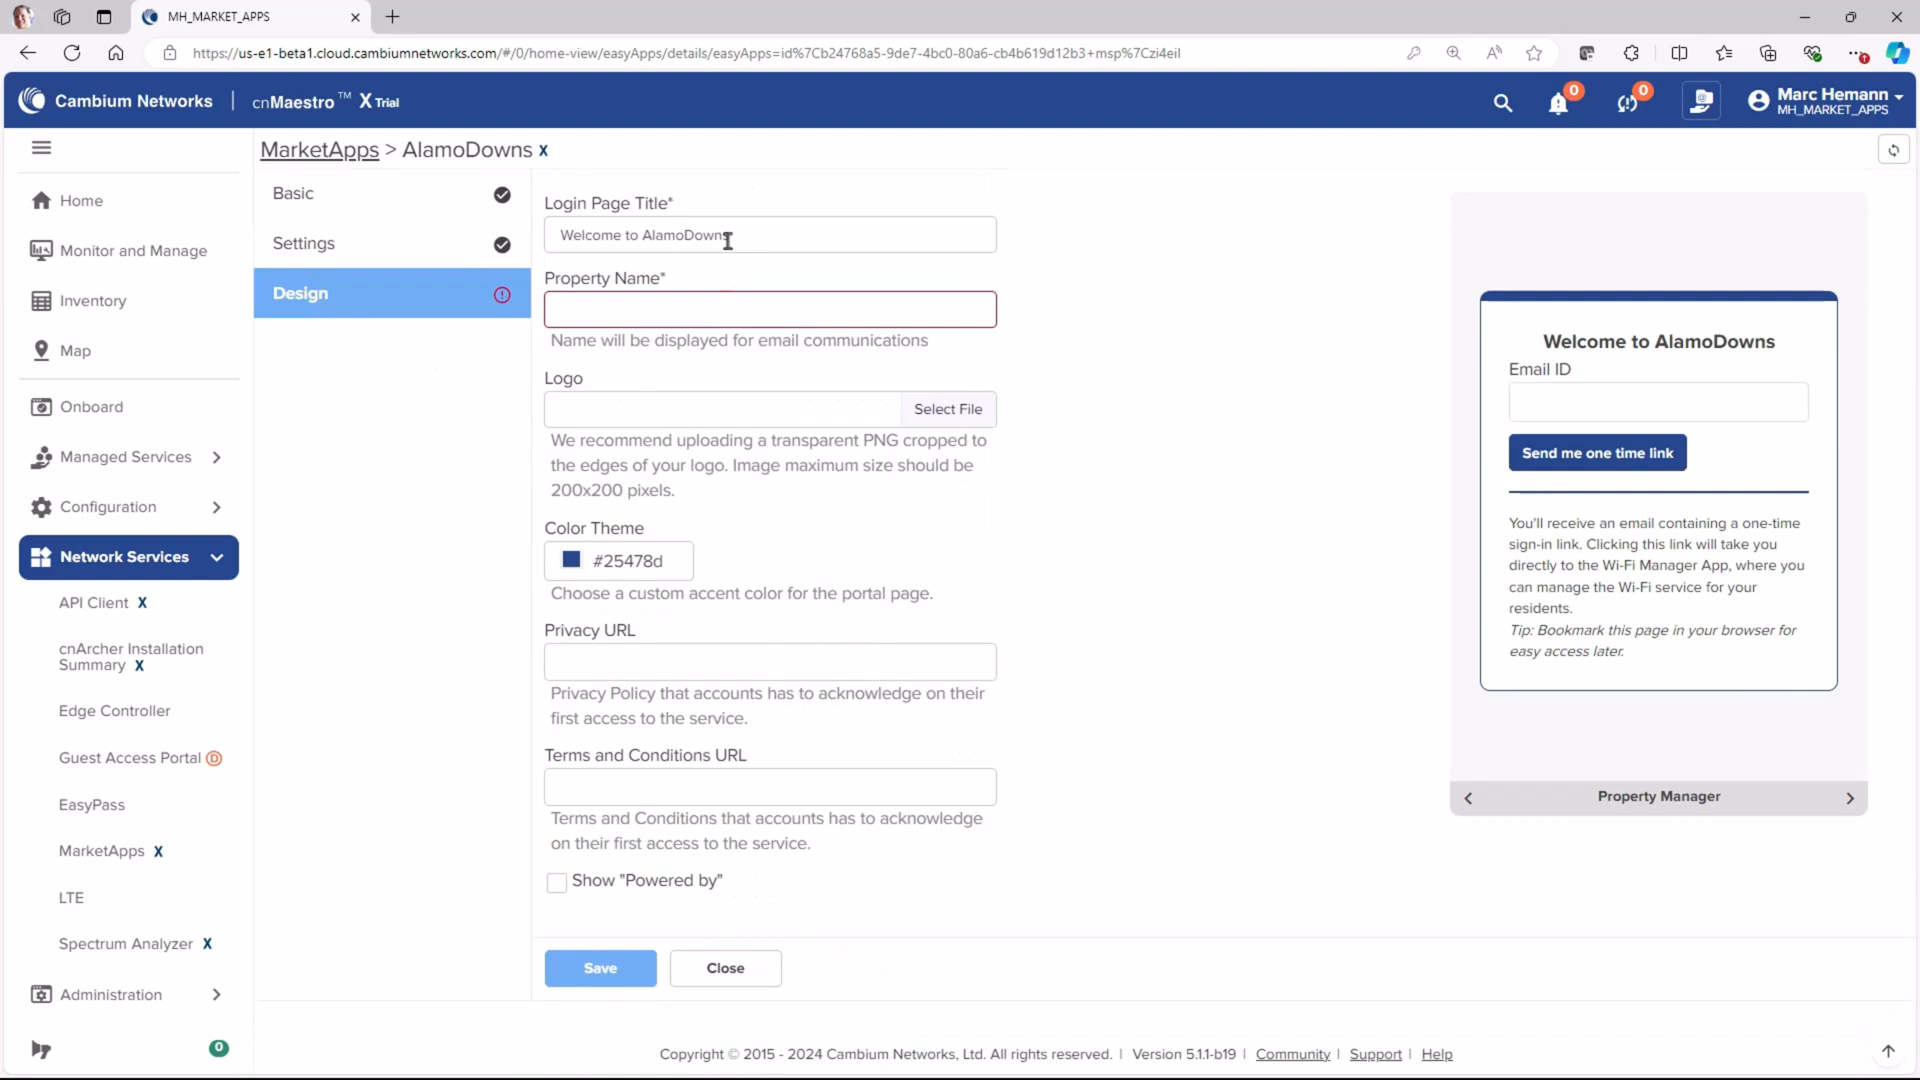 MH_MARKET_APPS
https://us-e1-beta1.cloud.cambiumnetworks.com/#/0/home-view/easyApps/details/easyApps=id%7Cb24768a5-9de7-4bc0-80a6-cb4b619d12b3+msp%7Czi4eil
Cambium Networks | cnMaestro™ X Trial
0
0
Marc Hemann
MH_MARKET_APPS
MarketApps > AlamoDowns X
Home
Monitor and Manage
Inventory
Map
Onboard
Managed Services
Configuration
Network Services
API Client X
cnArcher Installation
Summary X
Edge Controller
Guest Access Portal D
EasyPass
MarketApps X
LTE
Spectrum Analyzer X
Administration
0
Basic
Settings
Design
Login Page Title*
Welcome to AlamoDowns
Property Name*
Name will be displayed for email communications
Logo
Select File
We recommend uploading a transparent PNG cropped to
the edges of your logo. Image maximum size should be
200x200 pixels.
Color Theme
#25478d
Choose a custom accent color for the portal page.
Privacy URL
Privacy Policy that accounts has to acknowledge on their
first access to the service.
Terms and Conditions URL
Terms and Conditions that accounts has to acknowledge
on their first access to the service.
Show "Powered by"
Save
Close
Welcome to AlamoDowns
Email ID
Send me one time link
You'll receive an email containing a one-time
sign-in link. Clicking this link will take you
directly to the Wi-Fi Manager App, where you
can manage the Wi-Fi service for your
residents.
Tip: Bookmark this page in your browser for
easy access later.
Property Manager
Copyright © 2015 - 2024 Cambium Networks, Ltd. All rights reserved. | Version 5.1.1-b19 | Community | Support | Help